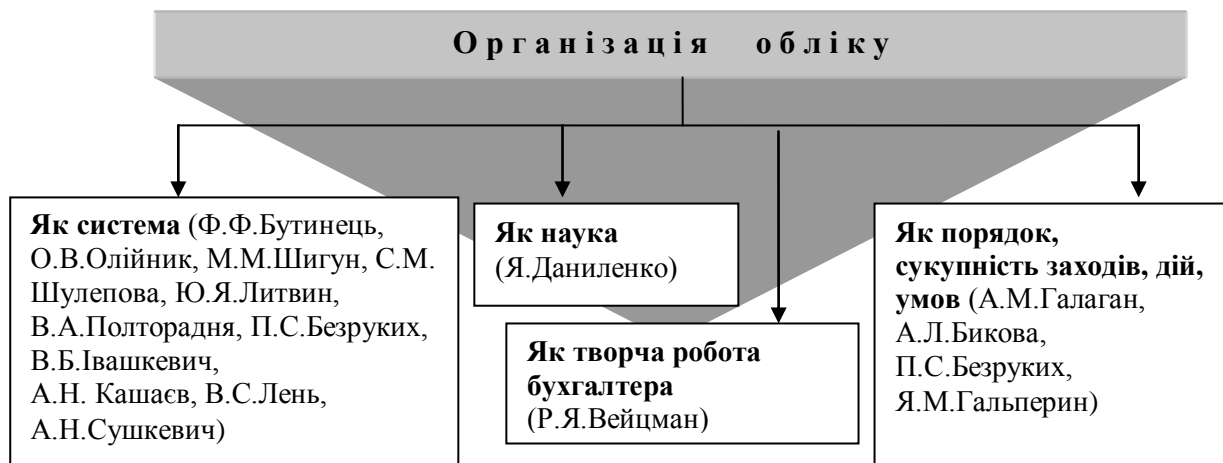 Організація обліку
Як система (Ф.Ф.Бутинець,
О.В.Олійник, М.М.Шигун, С.М.
Шулепова, Ю.Я.Литвин,
В.А.Полторадня, П.С.Безруких,
В.Б.Івашкевич,
А.Н. Кашаєв, В.С.Лень,
А.Н.Сушкевич)
Як наука
(Я.Даниленко)
Як творча робота
бухгалтера
(Р.Я.Вейцман)
Як порядок,
сукупність заходів, дій,
умов (А.М.Галаган,
А.Л.Бикова,
П.С.Безруких,
Я.М.Гальперин)